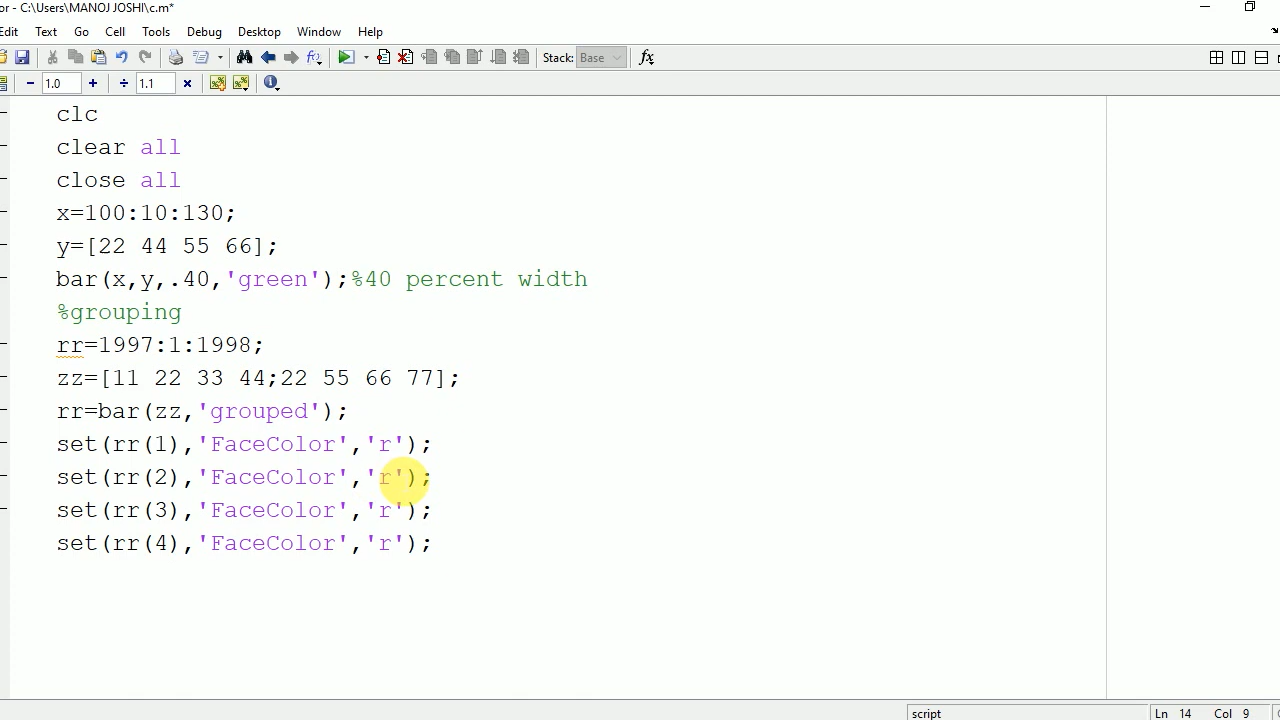 or - C:\Users\MANOJ JOSHI\c.m*
Edit Text Go Cell Tools Debug Desktop Window Help
Stack: Base fx
− 1.0 + ÷ 1.1 ×
clc
clear all
close all
x=100:10:130;
y=[22 44 55 66];
bar(x,y,.40,'green');%40 percent width
%grouping
rr=1997:1:1998;
zz=[11 22 33 44;22 55 66 77];
rr=bar(zz,'grouped');
set(rr(1),'FaceColor','r');
set(rr(2),'FaceColor','r');
set(rr(3),'FaceColor','r');
set(rr(4),'FaceColor','r');
script Ln 14 Col 9